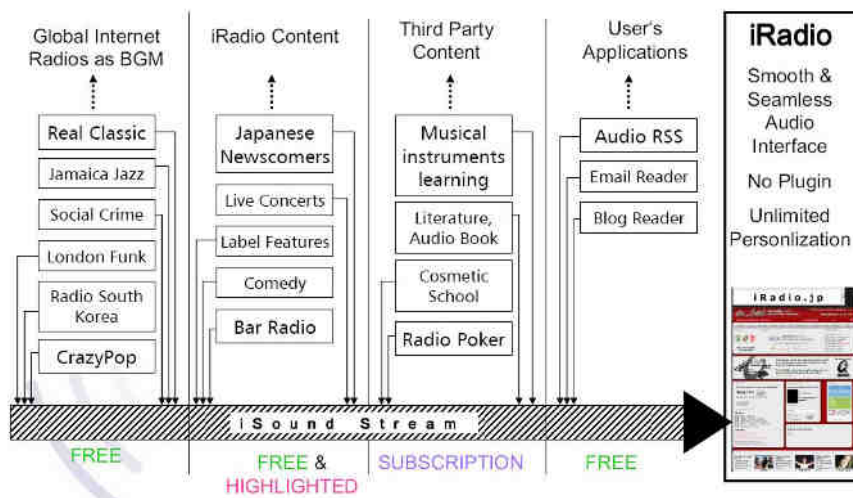 Global Internet
Radios as BGM
Real Classic
Jamaica Jazz
Social Crime
London Funk
Radio South
Korea
CrazyPop
FREE
iRadio Content
Japanese
Newscomers
Live Concerts
Label Features
Comedy
Bar Radio
FREE &
HIGHLIGHTED
Third Party
Content
Musical
instruments
learning
Literature,
Audio Book
Cosmetic
School
Radio Poker
SUBSCRIPTION
User's
Applications
Audio RSS
Email Reader
Blog Reader
FREE
iSound Stream
iRadio
Smooth &
Seamless
Audio
Interface
No Plugin
Unlimited
Personlization
iRadio.jp